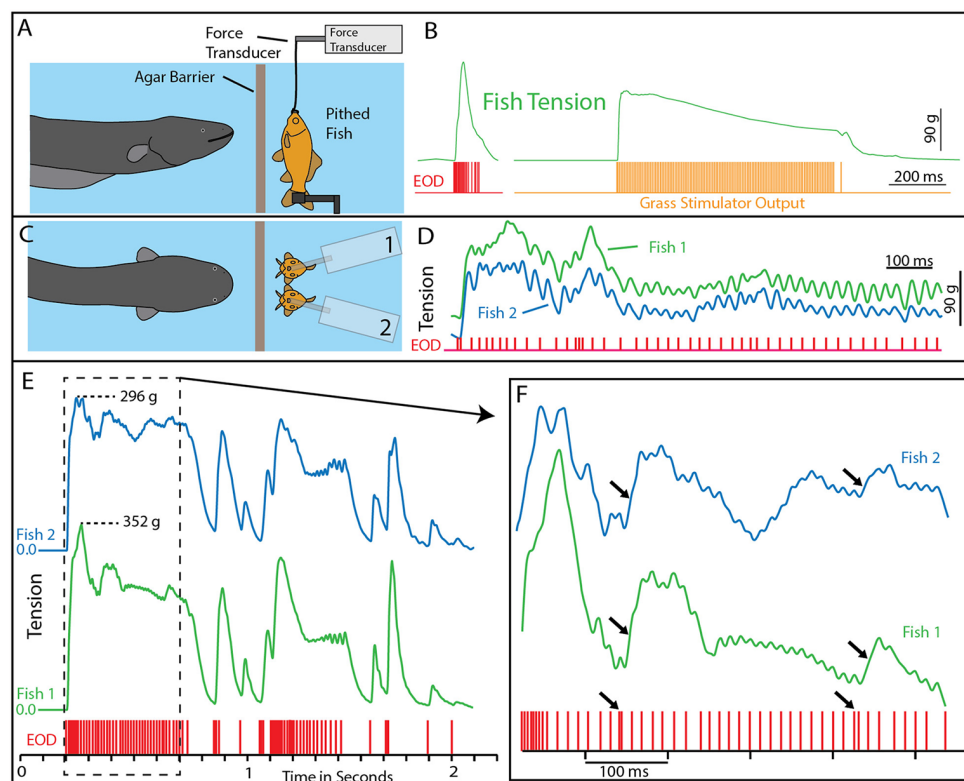 A
Force
Transducer
Force
Transducer
Agar Barrier
Pithed
Fish
B
Fish Tension
90 g
EOD
200 ms
Grass Stimulator Output
C
1
2
D
Fish 1
100 ms
Tension
Fish 2
90 g
EOD
E
296 g
Fish 2
0.0
352 g
Tension
Fish 1
0.0
EOD
0
1
Time in Seconds
2
F
Fish 2
Fish 1
100 ms